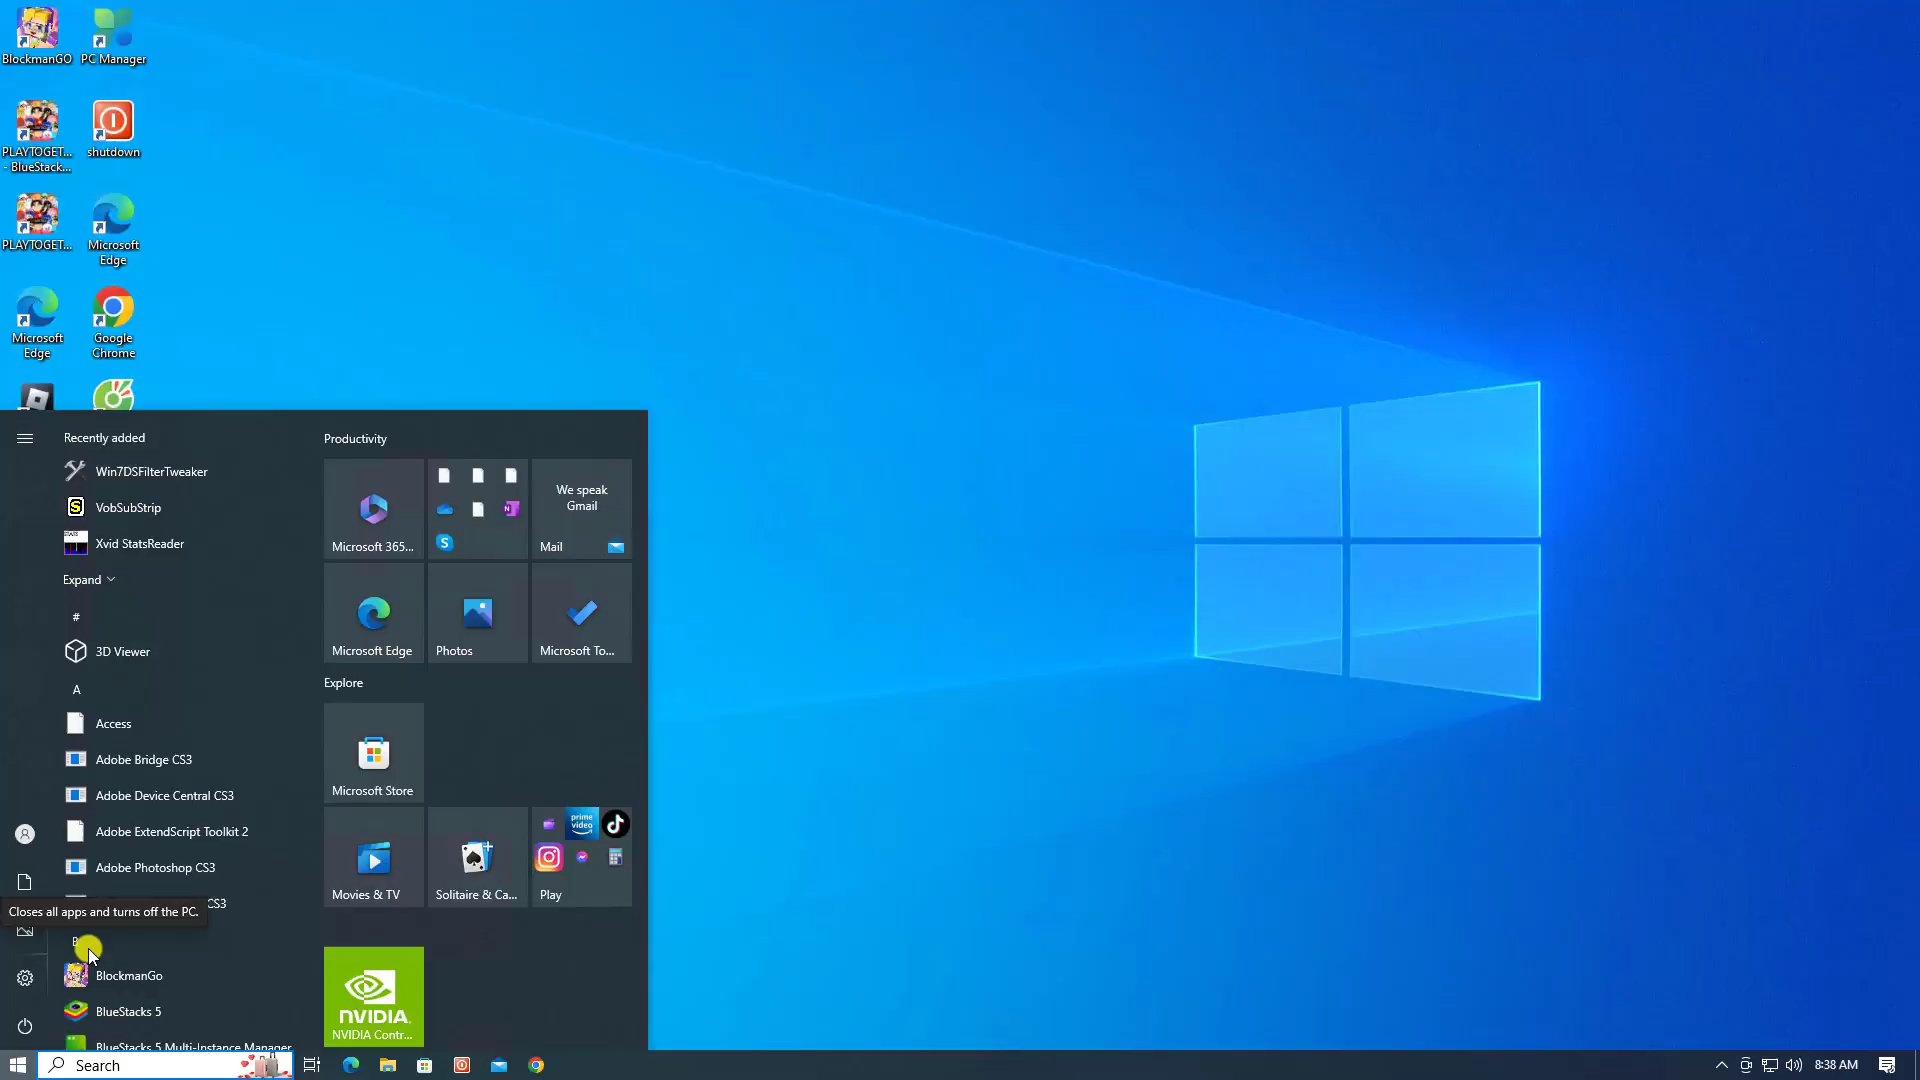 BlockmanGO
PC Manager
PLAYTOGET...
- BlueStack...
shutdown
PLAYTOGET...
Microsoft
Edge
Microsoft
Edge
Google
Chrome
Recently added
Win7DSFilterTweaker
VobSubStrip
Xvid StatsReader
Expand
#
3D Viewer
A
Access
Adobe Bridge CS3
Adobe Device Central CS3
Adobe ExtendScript Toolkit 2
Adobe Photoshop CS3
CS3
Closes all apps and turns off the PC.
B
BlockmanGo
BlueStacks 5
BlueStacks 5 Multi-Instance Manager
Productivity
Microsoft 365...
We speak
Gmail
Mail
Microsoft Edge
Photos
Microsoft To...
Explore
Microsoft Store
Movies & TV
Solitaire & Ca...
prime
video
Play
NVIDIA.
NVIDIA Contr...
Search
8:38 AM